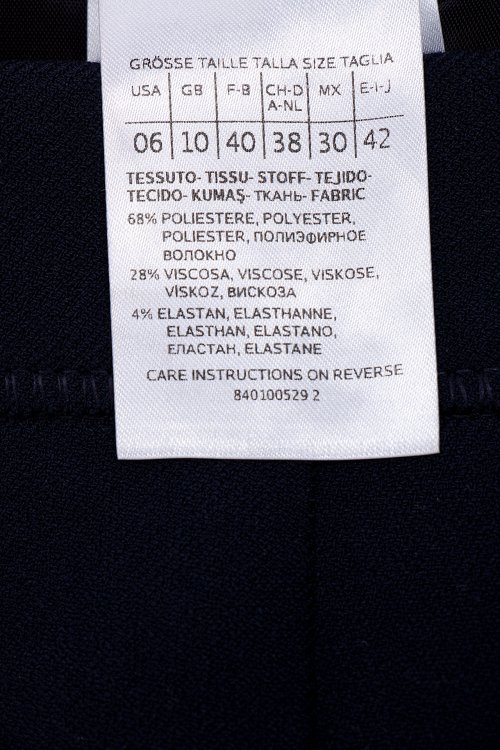 GRÖSSE TAILLE TALLA SIZE TAGLIA
USA GB F-B CH-D A-NL MX E-I-J
06 10 40 38 30 42
TESSUTO- TISSU- STOFF- TEJIDO-
TECIDO- KUMAŞ- ТКАНЬ- FABRIC
68% POLIESTERE, POLYESTER,
POLIESTER, ПОЛИЭФИРНОЕ
ВОЛОКНО
28% VISCOSA, VISCOSE, VISKOSE,
VİSKOZ, ВИСКОЗА
4% ELASTAN, ELASTHANNE,
ELASTHAN, ELASTANO,
ЕЛАСТАН, ELASTANE
CARE INSTRUCTIONS ON REVERSE
840100529 2